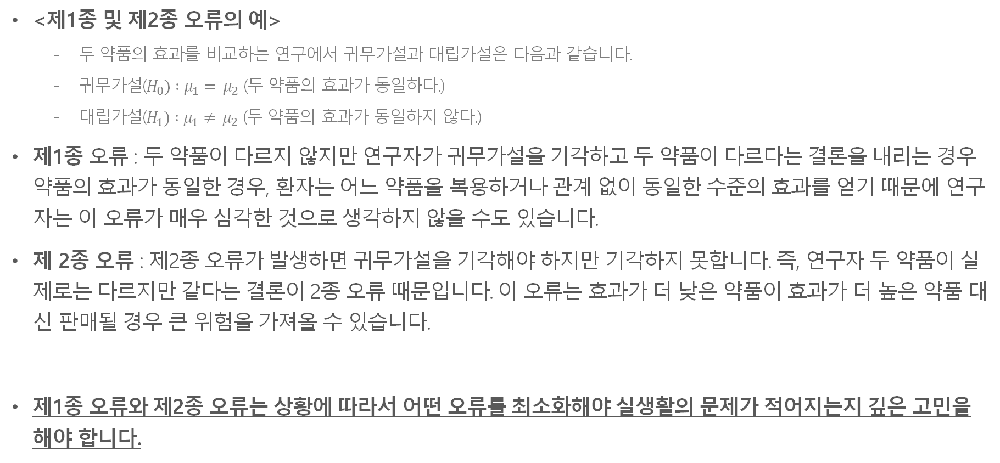 • <제1종 및 제2종 오류의 예>
- 두 약품의 효과를 비교하는 연구에서 귀무가설과 대립가설은 다음과 같습니다.
- 귀무가설(H₀) : μ₁ = μ₂ (두 약품의 효과가 동일하다.)
- 대립가설(H₁) : μ₁ ≠ μ₂ (두 약품의 효과가 동일하지 않다.)
• 제1종 오류 : 두 약품이 다르지 않지만 연구자가 귀무가설을 기각하고 두 약품이 다르다는 결론을 내리는 경우
약품의 효과가 동일한 경우, 환자는 어느 약품을 복용하거나 관계 없이 동일한 수준의 효과를 얻기 때문에 연구
자는 이 오류가 매우 심각한 것으로 생각하지 않을 수도 있습니다.
• 제 2종 오류 : 제2종 오류가 발생하면 귀무가설을 기각해야 하지만 기각하지 못합니다. 즉, 연구자 두 약품이 실
제로는 다르지만 같다는 결론이 2종 오류 때문입니다. 이 오류는 효과가 더 낮은 약품이 효과가 더 높은 약품 대
신 판매될 경우 큰 위험을 가져올 수 있습니다.
• 제1종 오류와 제2종 오류는 상황에 따라서 어떤 오류를 최소화해야 실생활의 문제가 적어지는지 깊은 고민을
해야 합니다.